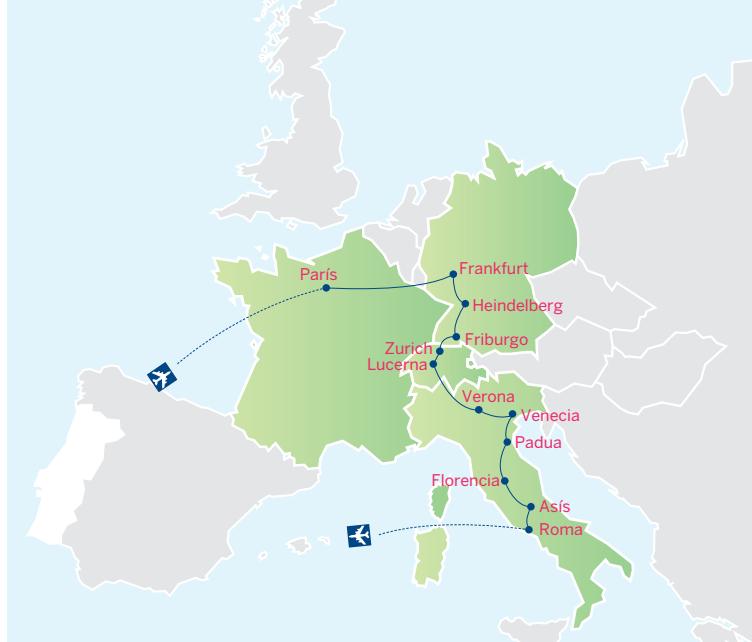 París
Frankfurt
Heindelberg
Friburgo
Zurich
Lucerna
Verona
Venecia
Padua
Florencia
Asís
Roma